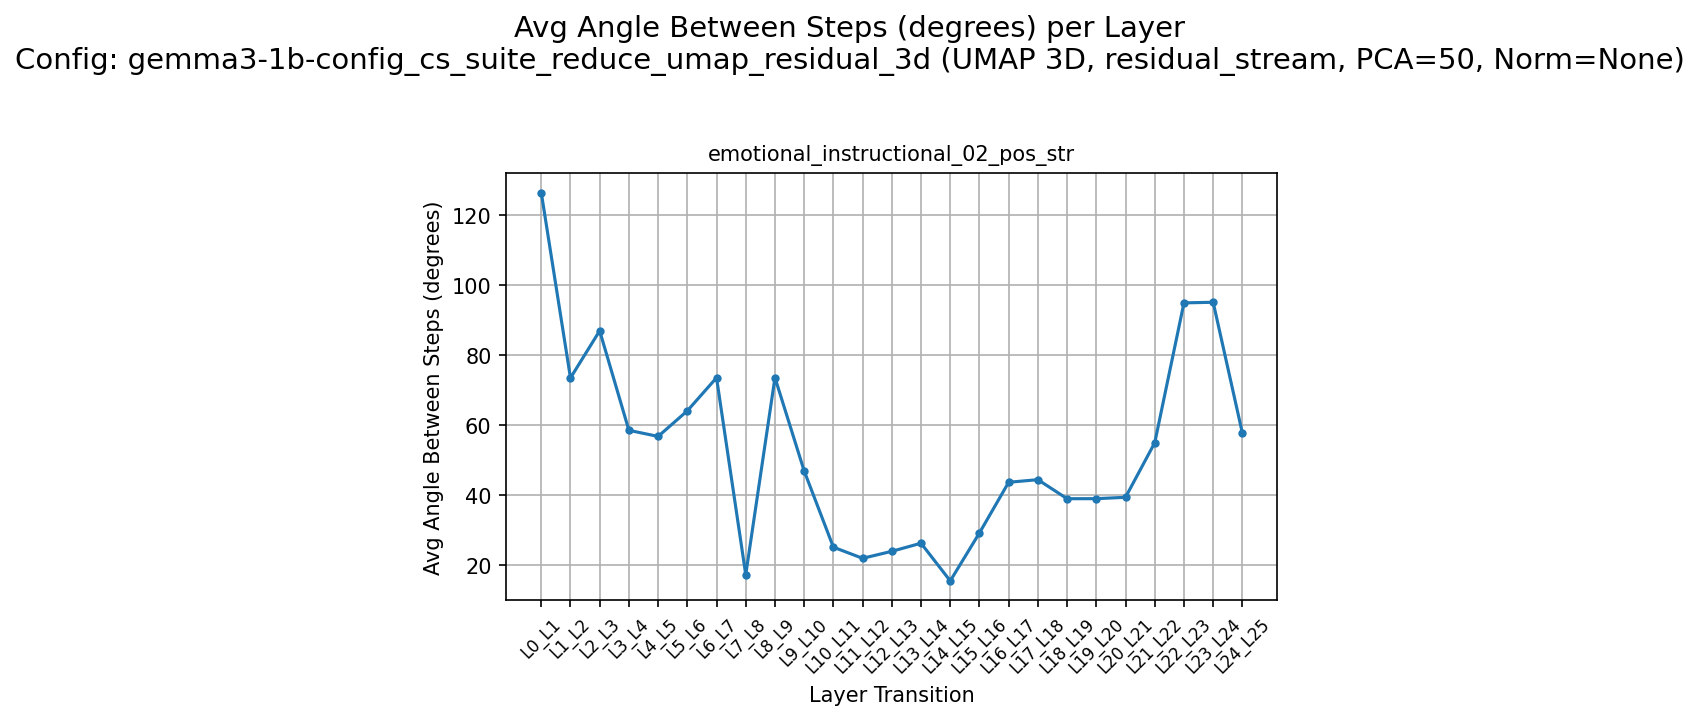 Avg Angle Between Steps (degrees) per Layer
Config: gemma3-1b-config_cs_suite_reduce_umap_residual_3d (UMAP 3D, residual_stream, PCA=50, Norm=None)
emotional_instructional_02_pos_str
Avg Angle Between Steps (degrees)
120
100
80
60
40
20
L0_L1
L1_L2
L2_L3
L3_L4
L4_L5
L5_L6
L6_L7
L7_L8
L8_L9
L9_L10
L10_L11
L11_L12
L12_L13
L13_L14
L14_L15
L15_L16
L16_L17
L17_L18
L18_L19
L19_L20
L20_L21
L21_L22
L22_L23
L23_L24
L24_L25
Layer Transition